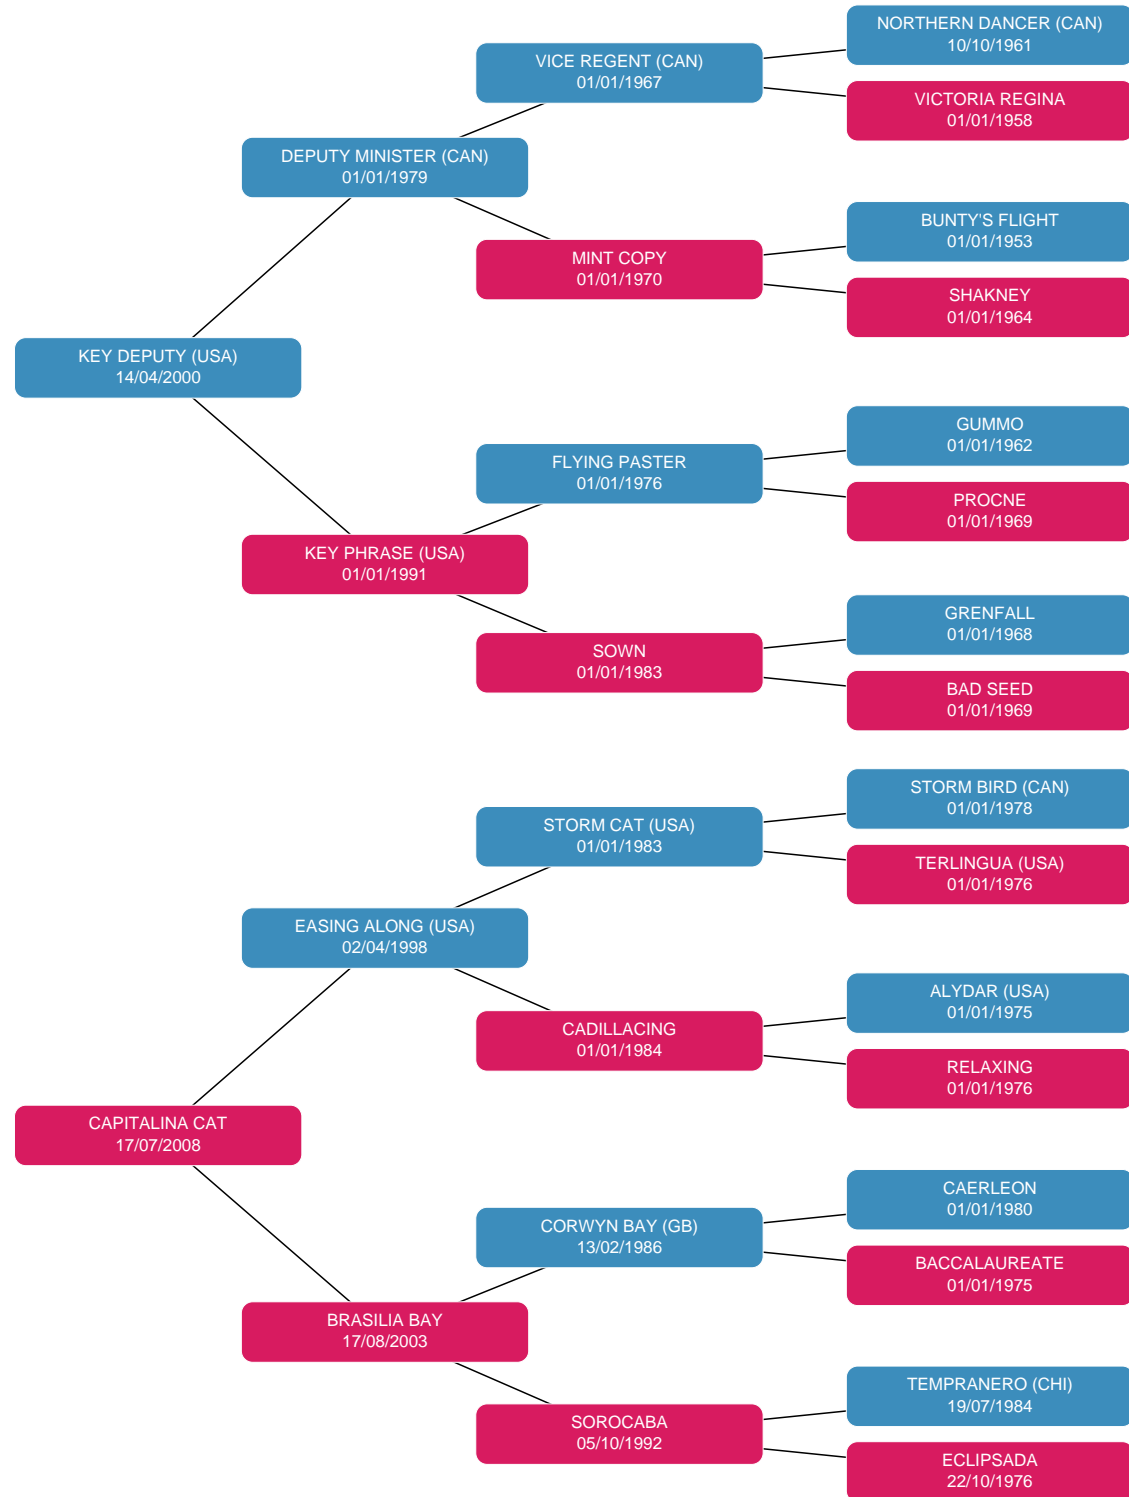 NORTHERN DANCER (CAN)
10/10/1961
VICE REGENT (CAN)
01/01/1967
VICTORIA REGINA
01/01/1958
DEPUTY MINISTER (CAN)
01/01/1979
BUNTY'S FLIGHT
01/01/1953
MINT COPY
01/01/1970
SHAKNEY
01/01/1964
KEY DEPUTY (USA)
14/04/2000
GUMMO
01/01/1962
FLYING PASTER
01/01/1976
PROCNE
01/01/1969
KEY PHRASE (USA)
01/01/1991
GRENFALL
01/01/1968
SOWN
01/01/1983
BAD SEED
01/01/1969
STORM BIRD (CAN)
01/01/1978
STORM CAT (USA)
01/01/1983
TERLINGUA (USA)
01/01/1976
EASING ALONG (USA)
02/04/1998
ALYDAR (USA)
01/01/1975
CADILLACING
01/01/1984
RELAXING
01/01/1976
CAPITALINA CAT
17/07/2008
CAERLEON
01/01/1980
CORWYN BAY (GB)
13/02/1986
BACCALAUREATE
01/01/1975
BRASILIA BAY
17/08/2003
TEMPRANERO (CHI)
19/07/1984
SOROCABA
05/10/1992
ECLIPSADA
22/10/1976